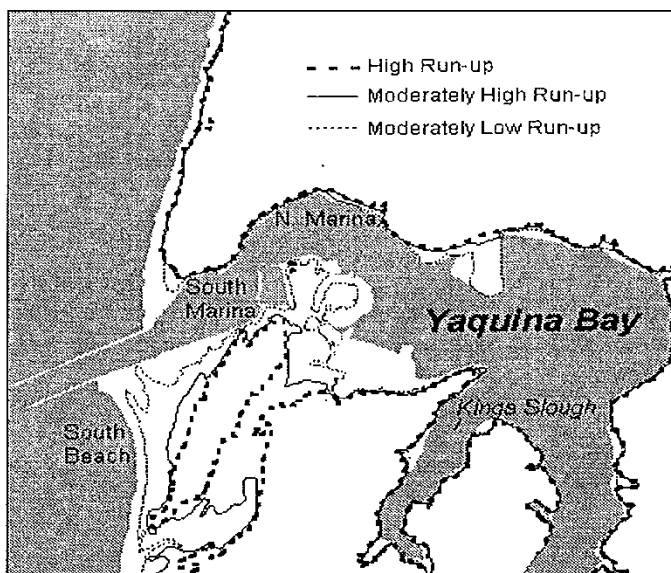 High Run-up
Moderately High Run-up
Moderately Low Run-up
N. Marina
South
Marina
Yaquina Bay
Kings Slough
South
Beach